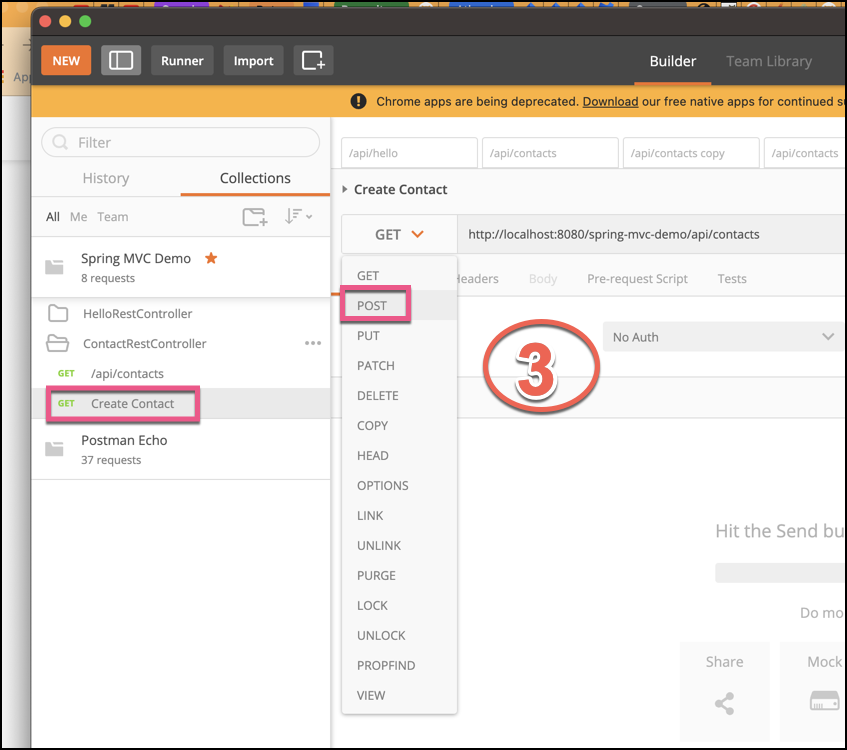 App
NEW
Runner
Import
Builder
Team Library
Chrome apps are being deprecated. Download our free native apps for continued su
Filter
History
Collections
All Me Team
Spring MVC Demo
8 requests
HelloRestController
ContactRestController
GET /api/contacts
GET Create Contact
Postman Echo
37 requests
/api/hello
/api/contacts
/api/contacts copy
/api/contacts
Create Contact
GET
http://localhost:8080/spring-mvc-demo/api/contacts
Headers
Body
Pre-request Script
Tests
GET
POST
PUT
PATCH
DELETE
COPY
HEAD
OPTIONS
LINK
UNLINK
PURGE
LOCK
UNLOCK
PROPFIND
VIEW
3
No Auth
Hit the Send bu
Do mo
Share
Mock